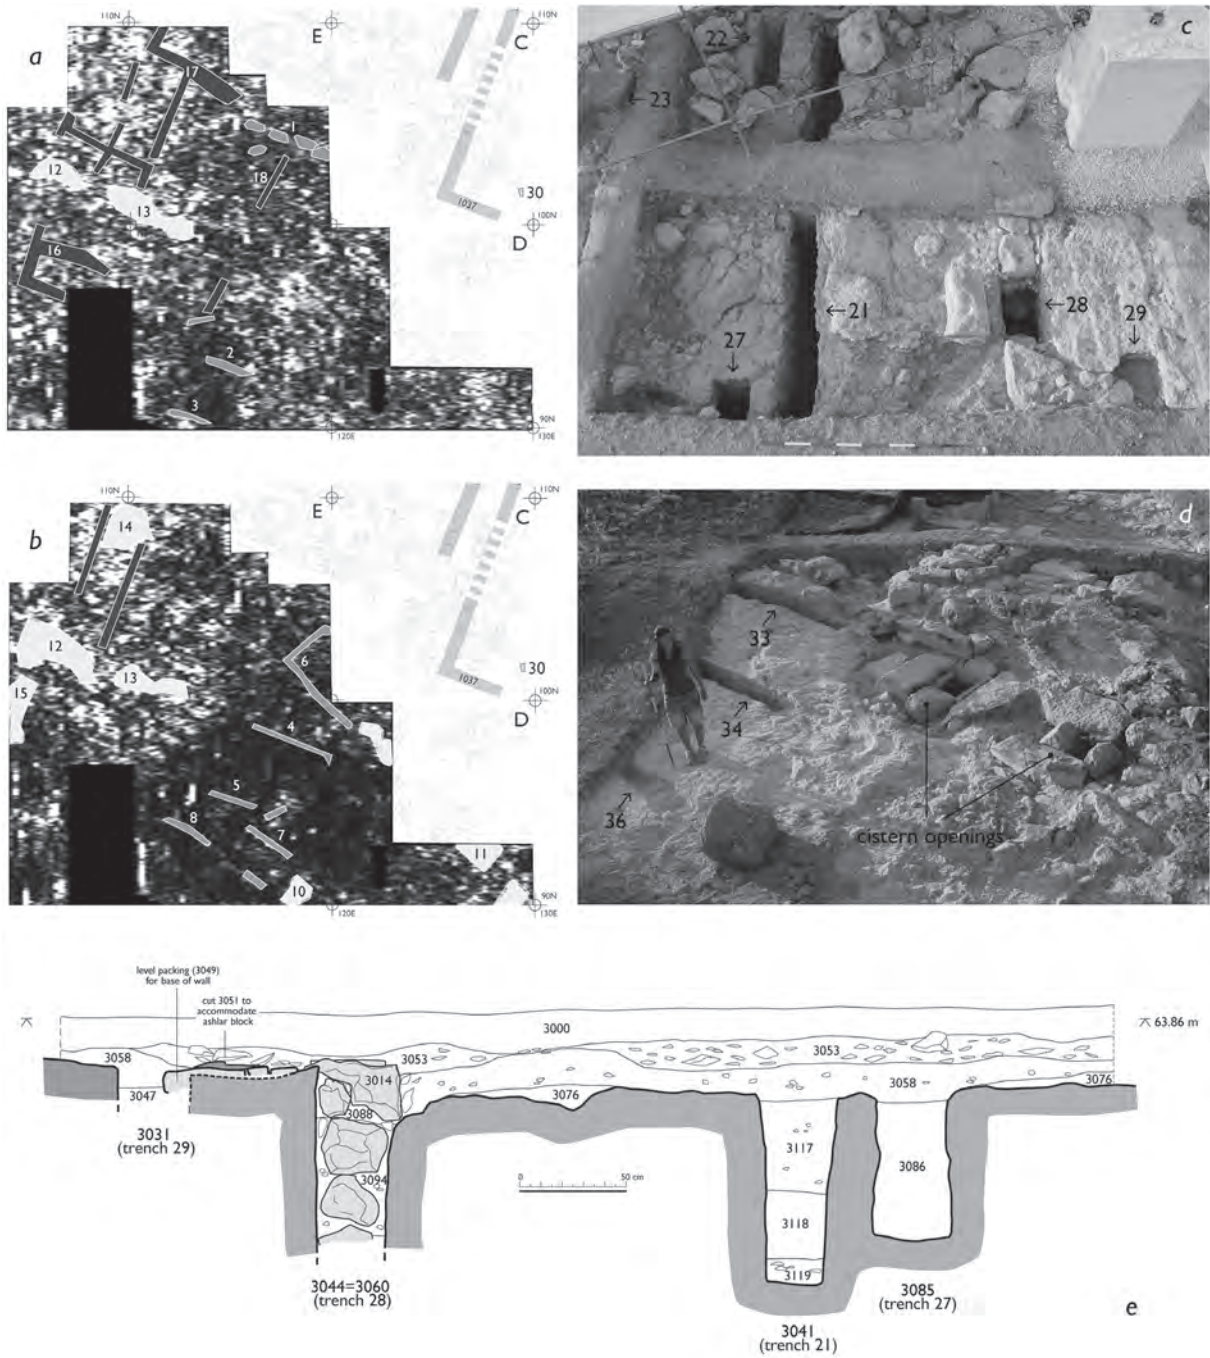 a
110N
E
C
110N
17
1
12
18
13
30
1037
100N
D
16
2
3
120E
90N
130E
c
22→
←23
←21
←28
29
↓
27
↓
b
110N
E
C
110N
14
12
6
13
15
30
1037
100N
D
4
5
8
7
11
10
90N
120E
130E
d
33
34
36
cistern openings
level packing (3049)
for base of wall
cut 3051 to
accommodate
ashlar block
3000
63.86 m
3058
3053
3053
3014
3058
3076
3076
3047
3088
3031
(trench 29)
3117
3086
3094
50 cm
3118
3119
3044=3060
(trench 28)
3085
(trench 27)
3041
(trench 21)
e